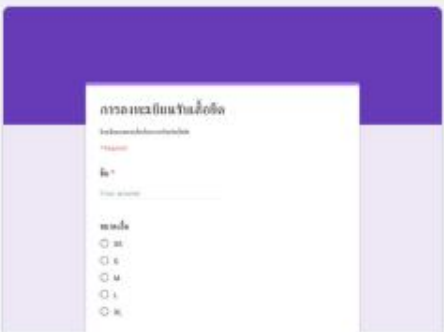 การลงทะเบียนรับเสื้อยืด
*Required
ชื่อ *
Your answer
ขนาดเสื้อ
XS
S
M
L
XL